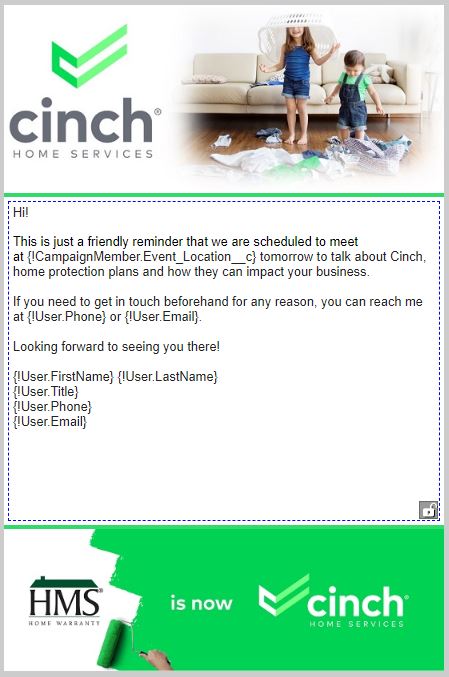 cinch®
HOME SERVICES
Hi!
This is just a friendly reminder that we are scheduled to meet
at {!CampaignMember.Event_Location__c} tomorrow to talk about Cinch,
home protection plans and how they can impact your business.
If you need to get in touch beforehand for any reason, you can reach me
at {!User.Phone} or {!User.Email}.
Looking forward to seeing you there!
{!User.FirstName} {!User.LastName}
{!User.Title}
{!User.Phone}
{!User.Email}
HMS®
HOME WARRANTY
is now
cinch®
HOME SERVICES